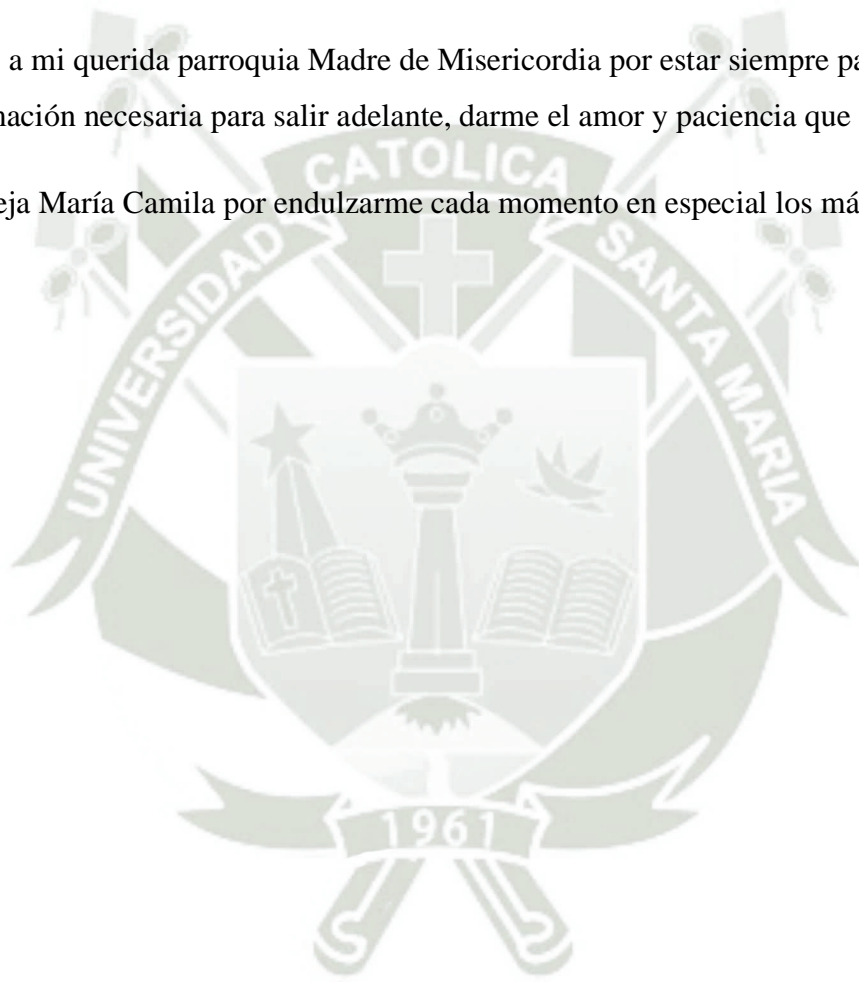 a mi querida parroquia Madre de Misericordia por estar siempre pa
nación necesaria para salir adelante, darme el amor y paciencia que
eja María Camila por endulzarme cada momento en especial los má
UNIVERSIDAD CATOLICA SANTA MARIA
1961